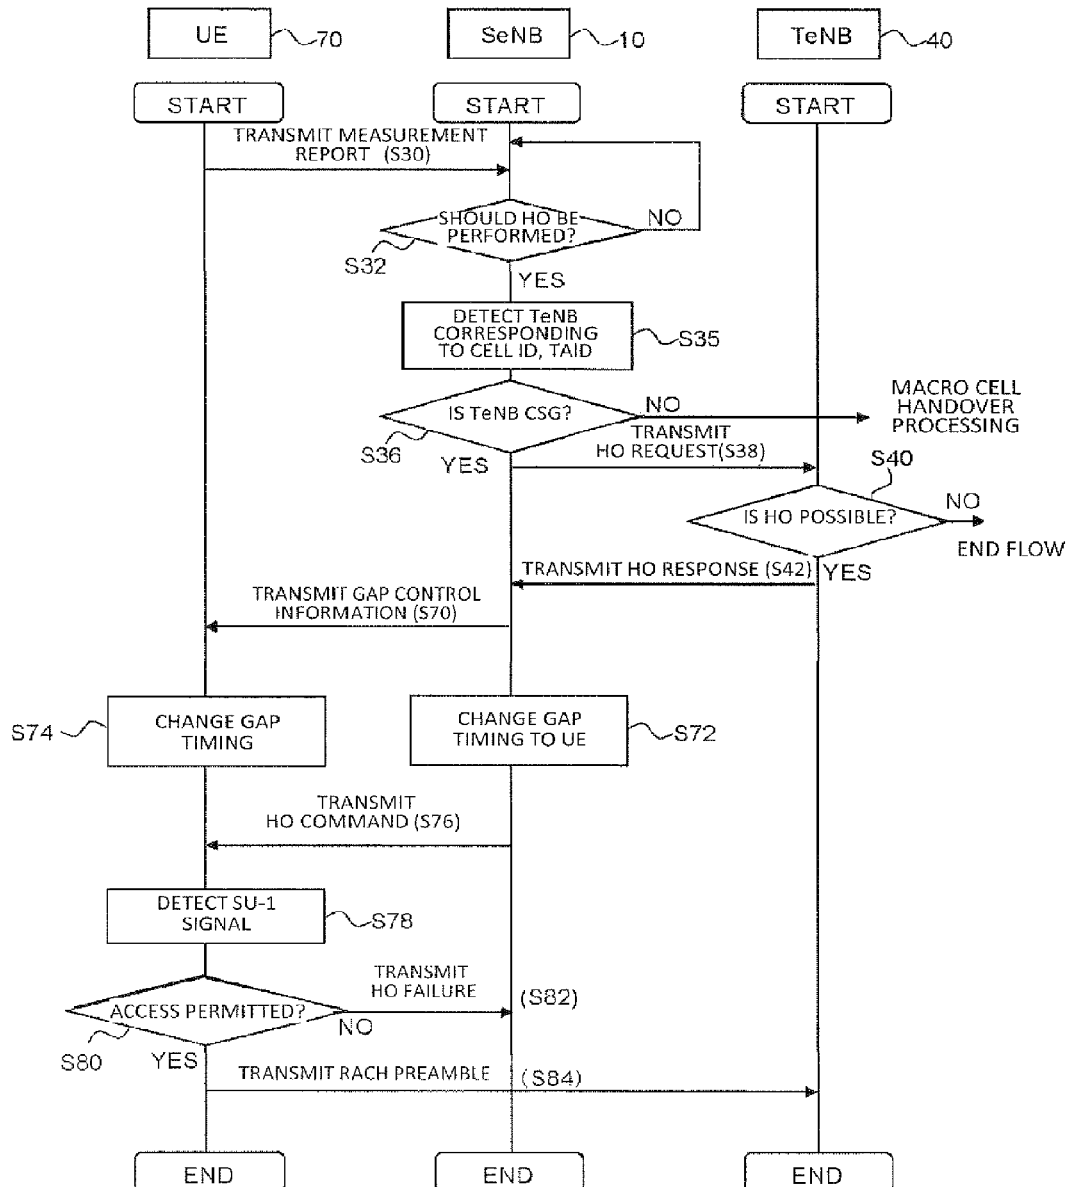 UE
70
SeNB
10
TeNB
40
START
START
START
TRANSMIT MEASUREMENT
REPORT (S30)
SHOULD HO BE
PERFORMED?
NO
S32
YES
DETECT TeNB
CORRESPONDING
TO CELL ID, TAID
S35
IS TeNB CSG?
NO
MACRO CELL
HANDOVER
PROCESSING
S36
YES
TRANSMIT
HO REQUEST(S38)
S40
IS HO POSSIBLE?
NO
END FLOW
YES
TRANSMIT HO RESPONSE (S42)
TRANSMIT GAP CONTROL
INFORMATION (S70)
S74
CHANGE GAP
TIMING
CHANGE GAP
TIMING TO UE
S72
TRANSMIT
HO COMMAND (S76)
DETECT SU-1
SIGNAL
S78
TRANSMIT
HO FAILURE
(S82)
ACCESS PERMITTED?
NO
S80
YES
TRANSMIT RACH PREAMBLE
(S84)
END
END
END